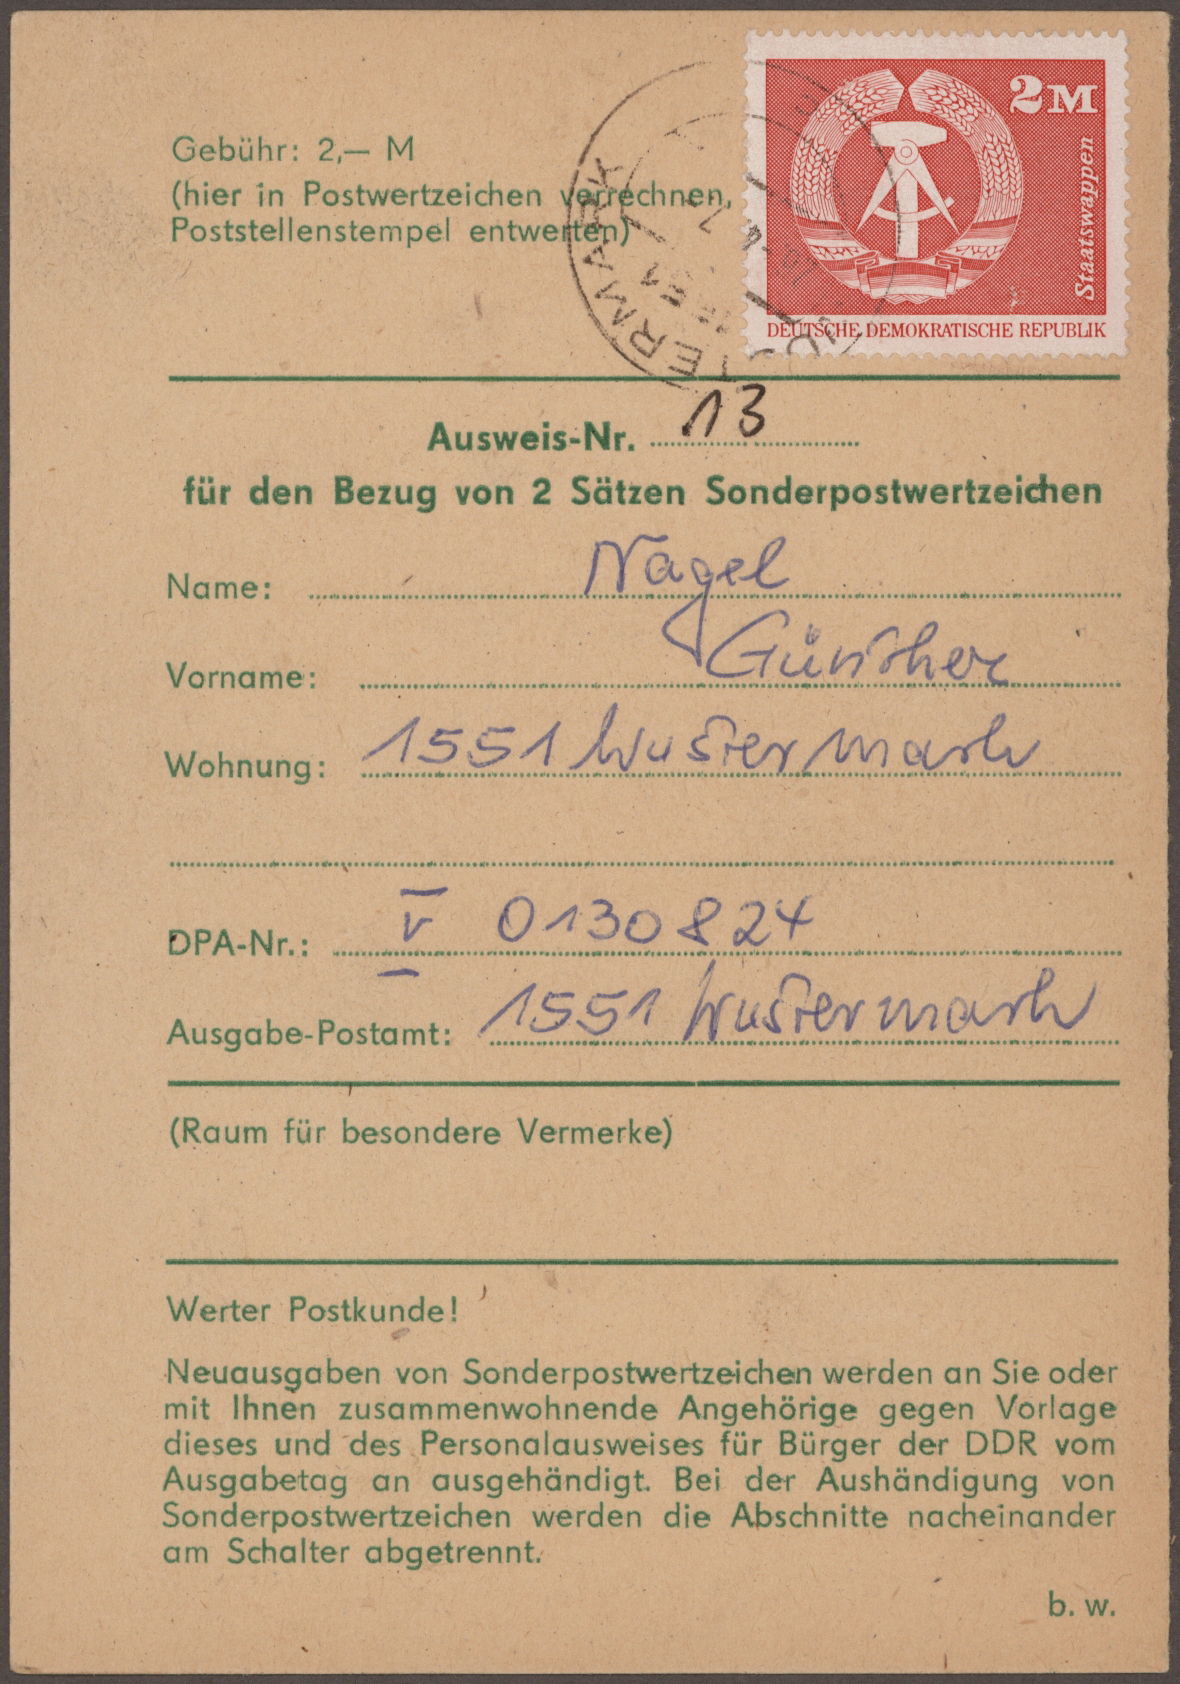 2M
Staatswappen
DEUTSCHE DEMOKRATISCHE REPUBLIK
Gebühr: 2,— M
(hier in Postwertzeichen verrechnen,
Poststellenstempel entwerten)
TERMARK
Ausweis-Nr. 13
für den Bezug von 2 Sätzen Sonderpostwertzeichen
Name: Nagel
Vorname: Günther
Wohnung: 1551 Wustermark
DPA-Nr.: V 0130824
Ausgabe-Postamt: 1551 Wustermark
(Raum für besondere Vermerke)
Werter Postkunde!
Neuausgaben von Sonderpostwertzeichen werden an Sie oder
mit Ihnen zusammenwohnende Angehörige gegen Vorlage
dieses und des Personalausweises für Bürger der DDR vom
Ausgabetag an ausgehändigt. Bei der Aushändigung von
Sonderpostwertzeichen werden die Abschnitte nacheinander
am Schalter abgetrennt.
b. w.